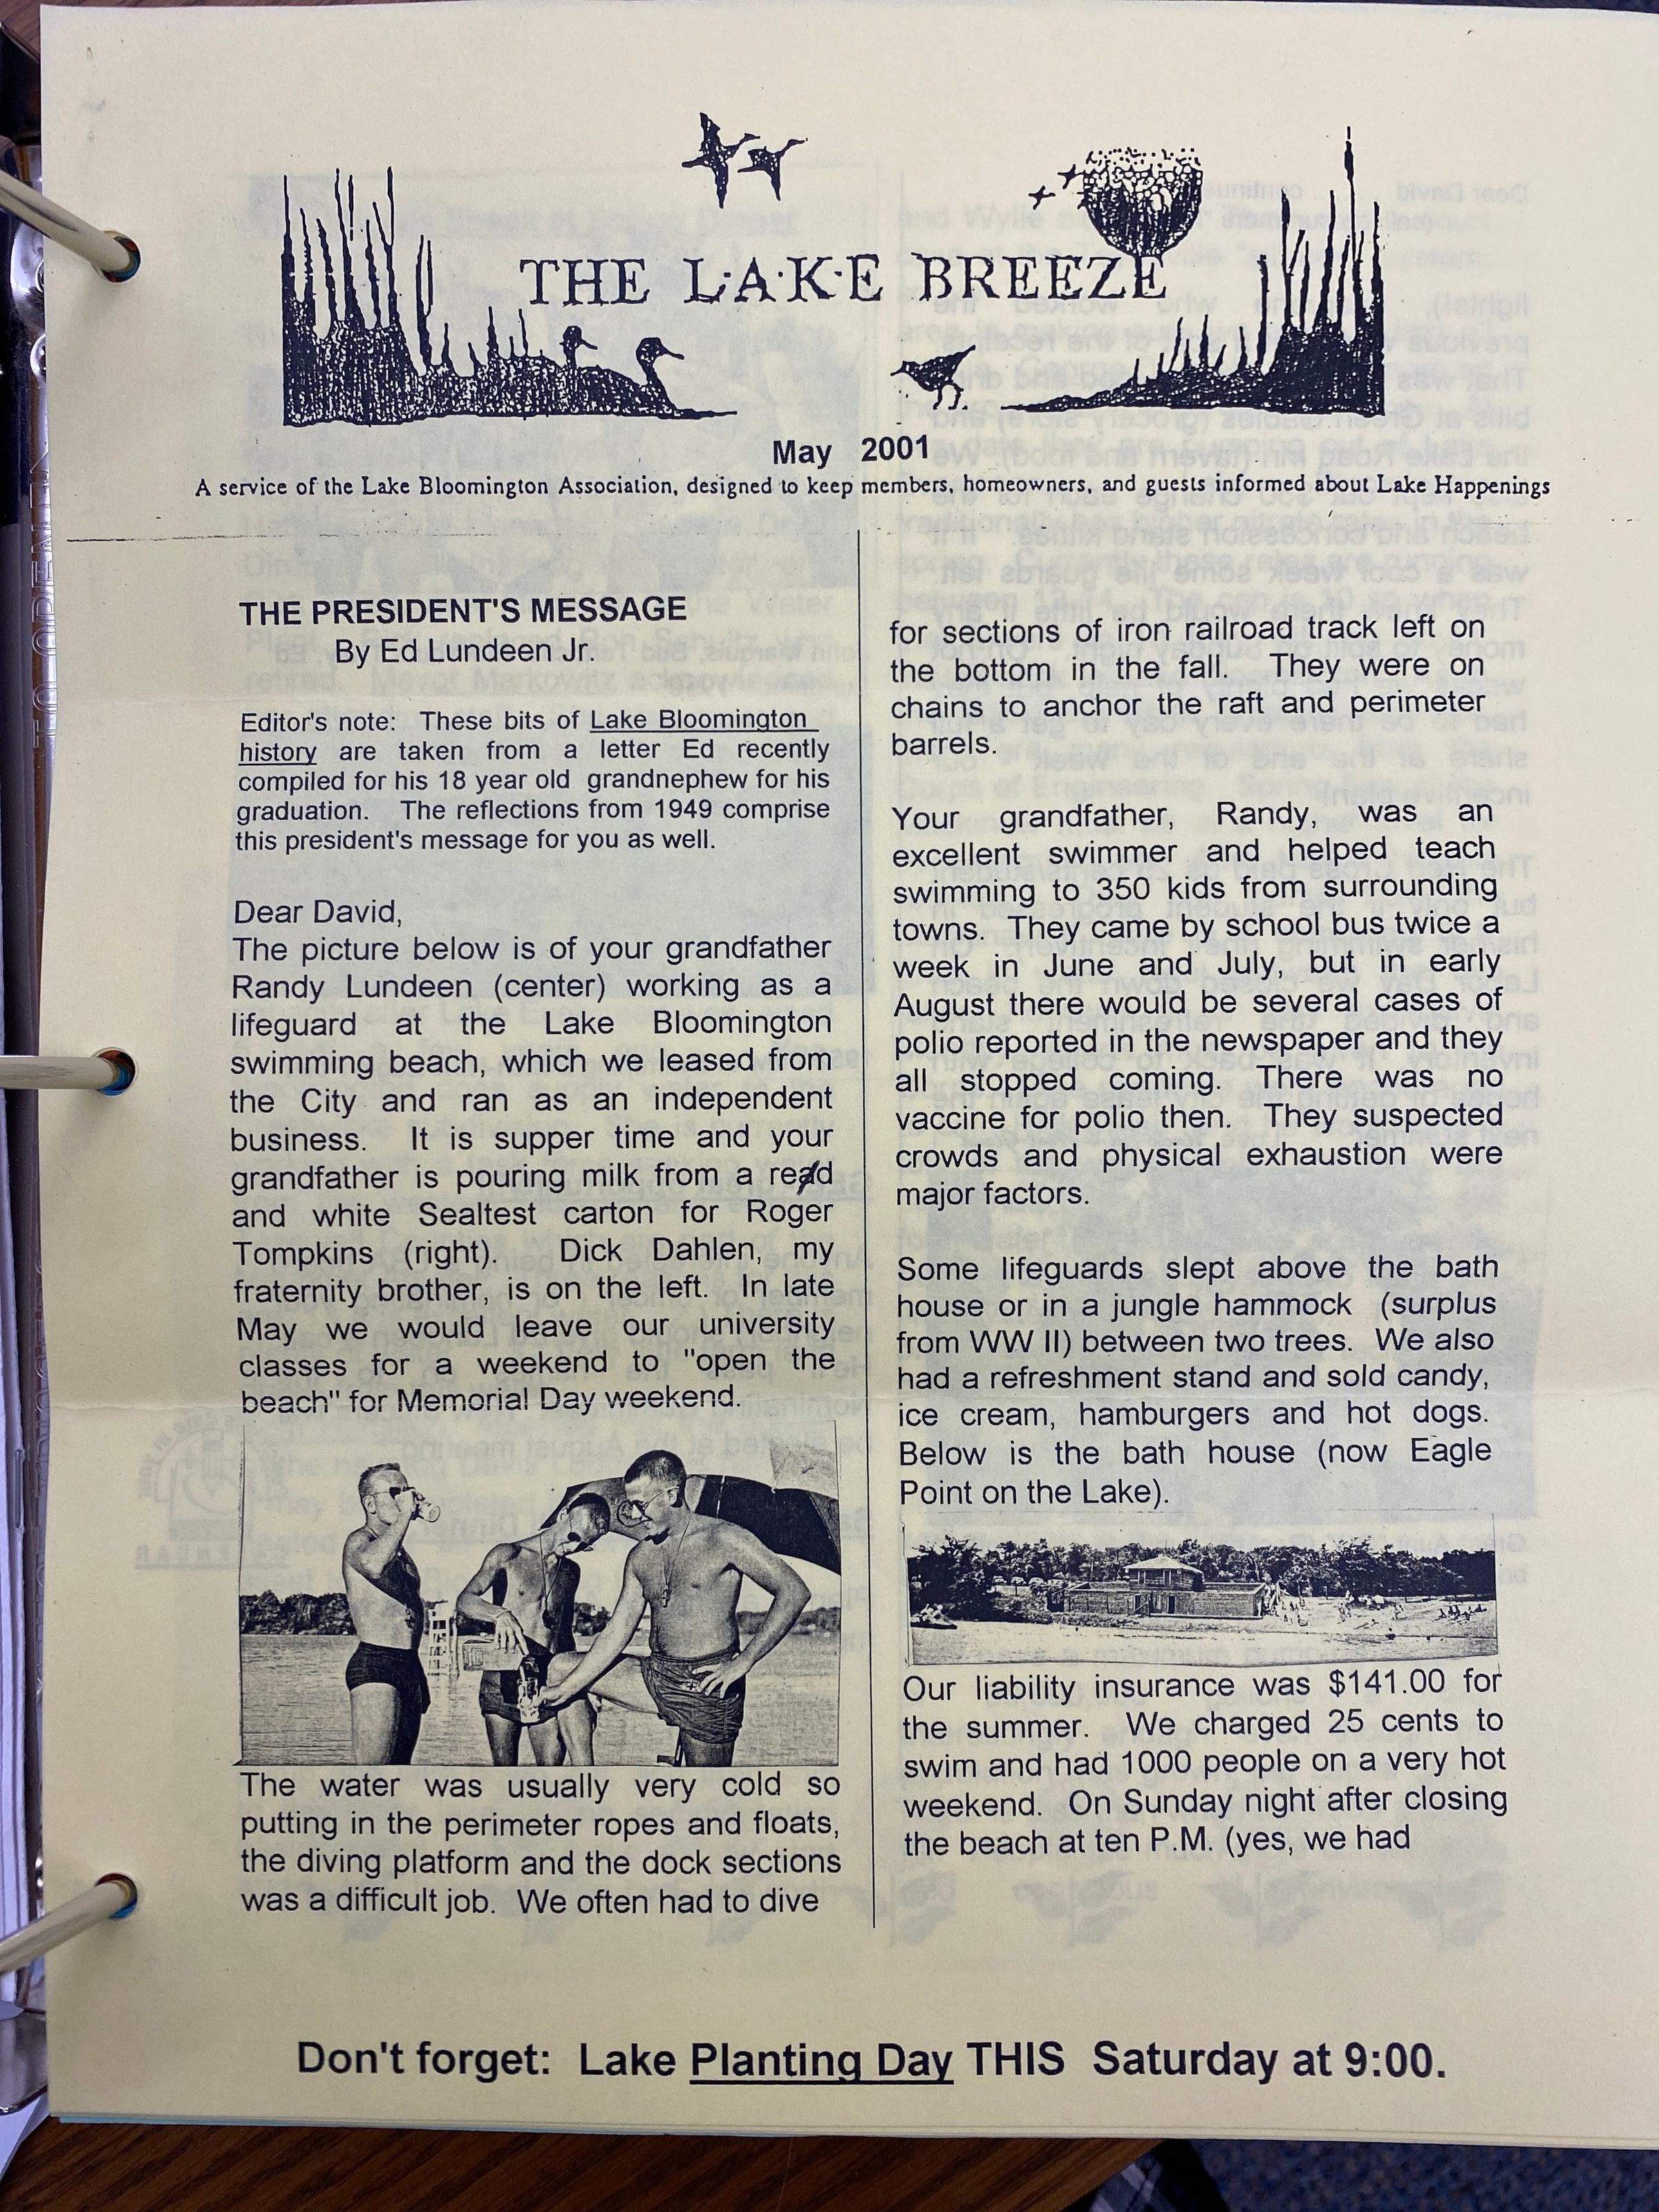 THE L·A·K·E BREEZE
May 2001
A service of the Lake Bloomington Association, designed to keep members, homeowners, and guests informed about Lake Happenings
THE PRESIDENT'S MESSAGE
By Ed Lundeen Jr.
Editor's note: These bits of Lake Bloomington
history are taken from a letter Ed recently
compiled for his 18 year old grandnephew for his
graduation. The reflections from 1949 comprise
this president's message for you as well.
Dear David,
The picture below is of your grandfather
Randy Lundeen (center) working as a
lifeguard at the Lake Bloomington
swimming beach, which we leased from
the City and ran as an independent
business. It is supper time and your
grandfather is pouring milk from a read
and white Sealtest carton for Roger
Tompkins (right). Dick Dahlen, my
fraternity brother, is on the left. In late
May we would leave our university
classes for a weekend to "open the
beach" for Memorial Day weekend.
The water was usually very cold so
putting in the perimeter ropes and floats,
the diving platform and the dock sections
was a difficult job. We often had to dive
for sections of iron railroad track left on
the bottom in the fall. They were on
chains to anchor the raft and perimeter
barrels.
Your grandfather, Randy, was an
excellent swimmer and helped teach
swimming to 350 kids from surrounding
towns. They came by school bus twice a
week in June and July, but in early
August there would be several cases of
polio reported in the newspaper and they
all stopped coming. There was no
vaccine for polio then. They suspected
crowds and physical exhaustion were
major factors.
Some lifeguards slept above the bath
house or in a jungle hammock (surplus
from WW II) between two trees. We also
had a refreshment stand and sold candy,
ice cream, hamburgers and hot dogs.
Below is the bath house (now Eagle
Point on the Lake).
Our liability insurance was $141.00 for
the summer. We charged 25 cents to
swim and had 1000 people on a very hot
weekend. On Sunday night after closing
the beach at ten P.M. (yes, we had
Don't forget: Lake Planting Day THIS Saturday at 9:00.